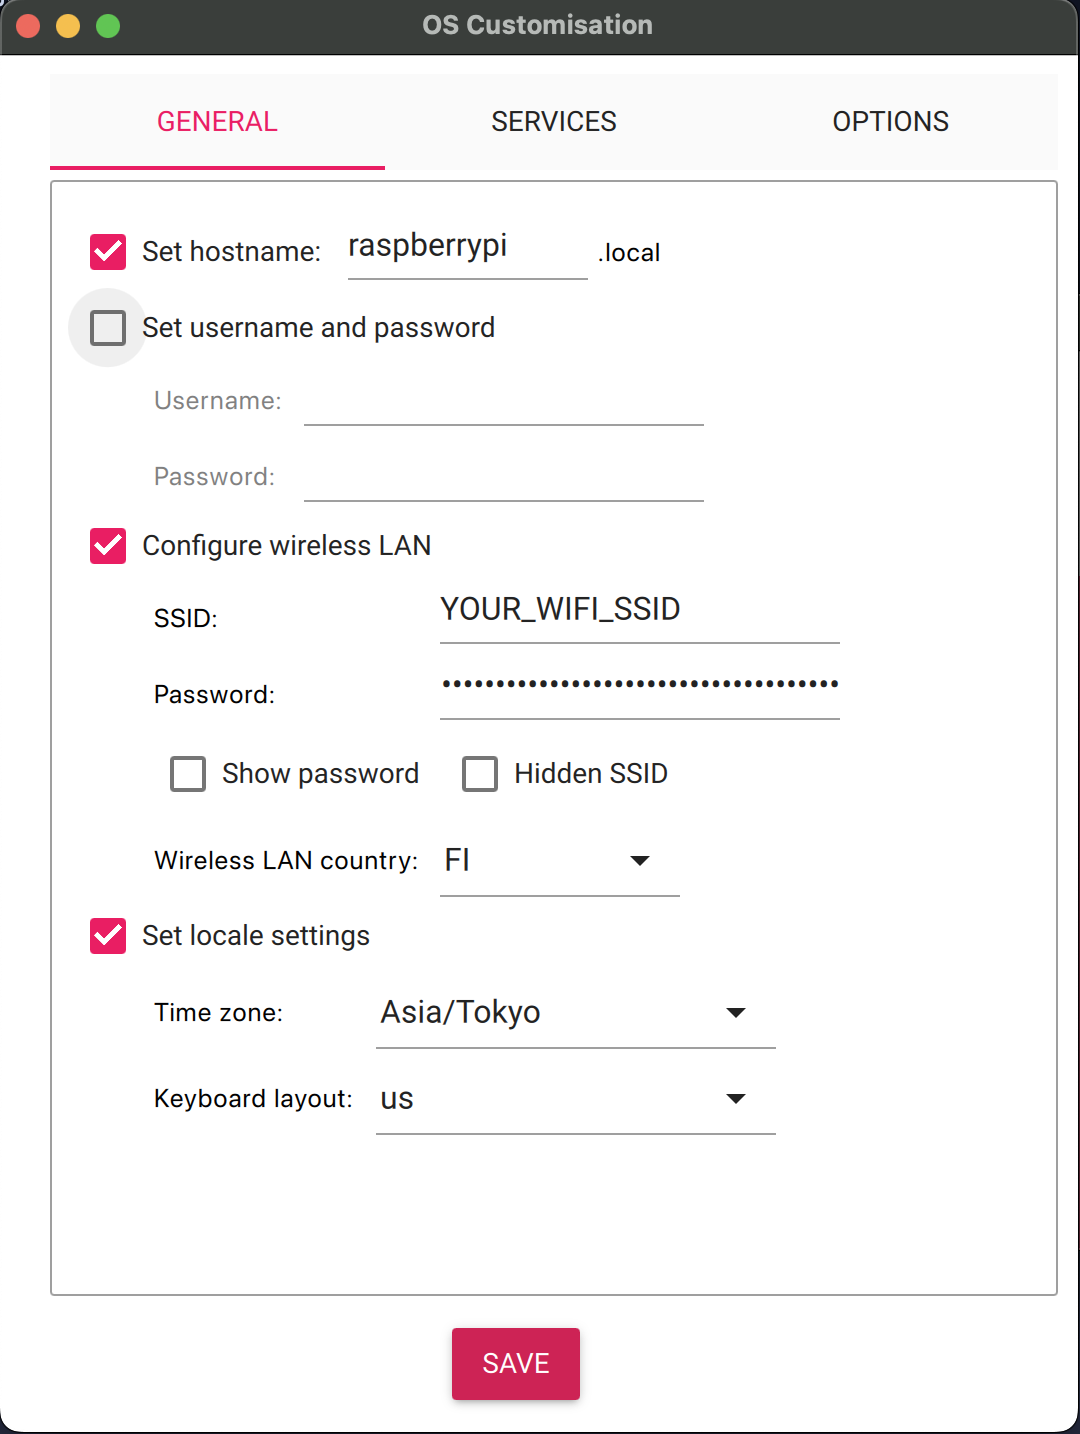 OS Customisation
GENERAL SERVICES OPTIONS
Set hostname: raspberrypi .local
Set username and password
Username:
Password:
Configure wireless LAN
SSID: YOUR_WIFI_SSID
Password: •••••••••••••••••••••••••••••••••••••
Show password Hidden SSID
Wireless LAN country: FI
Set locale settings
Time zone: Asia/Tokyo
Keyboard layout: us
SAVE